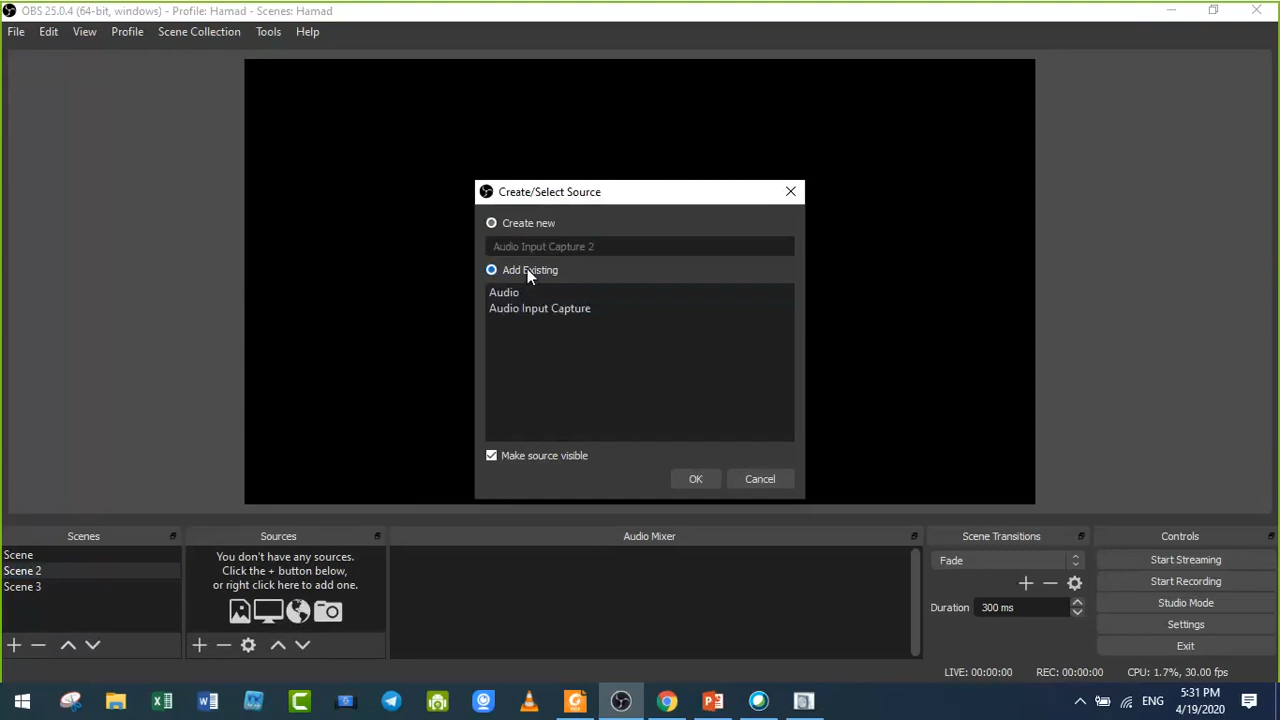 OBS 25.0.4 (64-bit, windows) - Profile: Hamad - Scenes: Hamad
File Edit View Profile Scene Collection Tools Help
Create/Select Source
Create new
Audio Input Capture 2
Add Existing
Audio
Audio Input Capture
Make source visible
OK Cancel
Scenes
Scene
Scene 2
Scene 3
Sources
You don't have any sources.
Click the + button below,
or right click here to add one.
Audio Mixer
Scene Transitions
Fade
Duration 300 ms
Controls
Start Streaming
Start Recording
Studio Mode
Settings
Exit
LIVE: 00:00:00 REC: 00:00:00 CPU: 1.7%, 30.00 fps
ENG
5:31 PM
4/19/2020